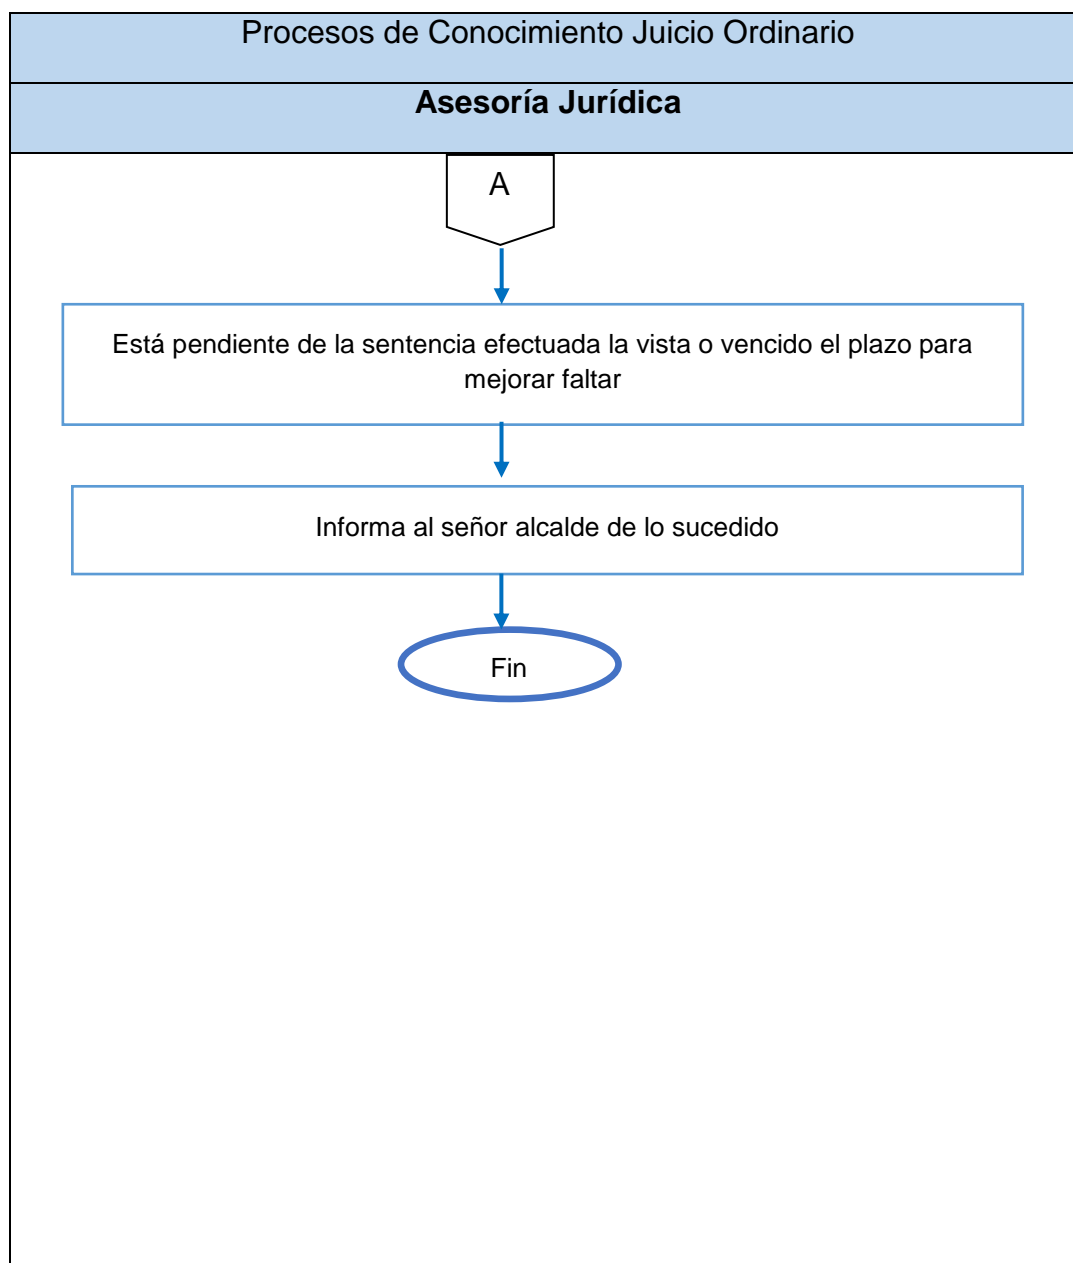 Procesos de Conocimiento Juicio Ordinario
Asesoría Jurídica
A
Está pendiente de la sentencia efectuada la vista o vencido el plazo para
mejorar faltar
Informa al señor alcalde de lo sucedido
Fin